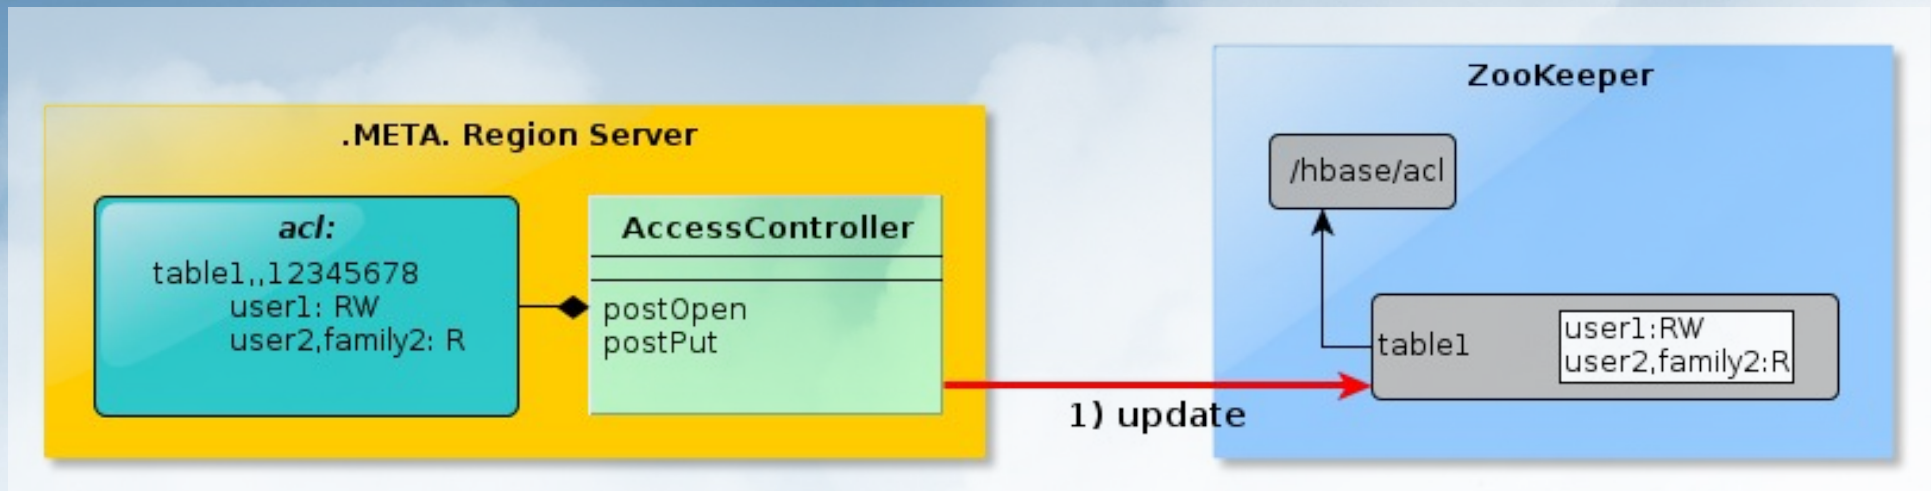 .META. Region Server
acl:
table1,,12345678
user1: RW
user2,family2: R
AccessController
postOpen
postPut
1) update
ZooKeeper
/hbase/acl
table1
user1:RW
user2,family2:R